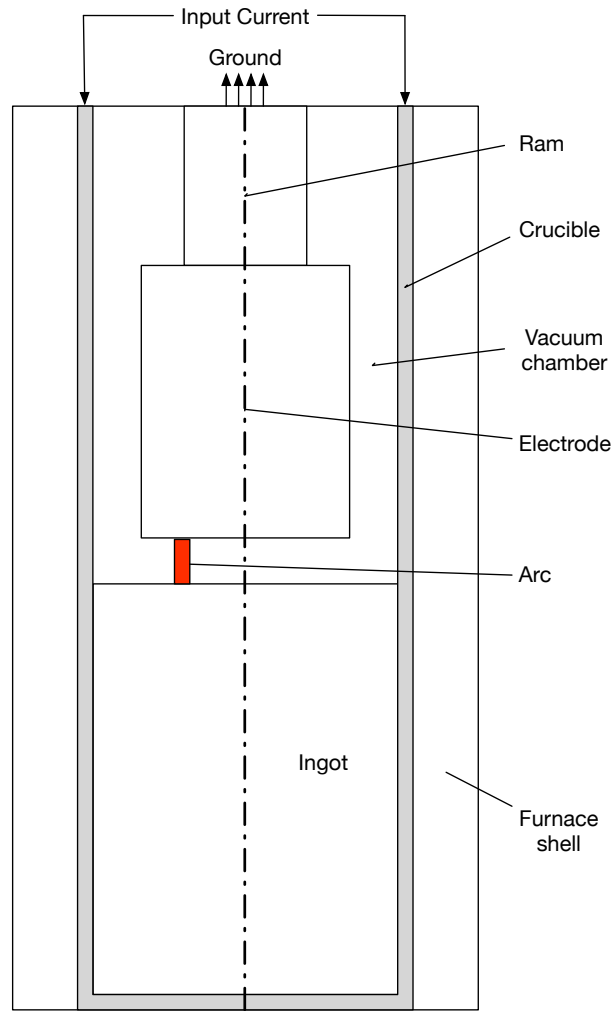 Input Current
Ground
Ram
Crucible
Vacuum
chamber
Electrode
Arc
Ingot
Furnace
shell